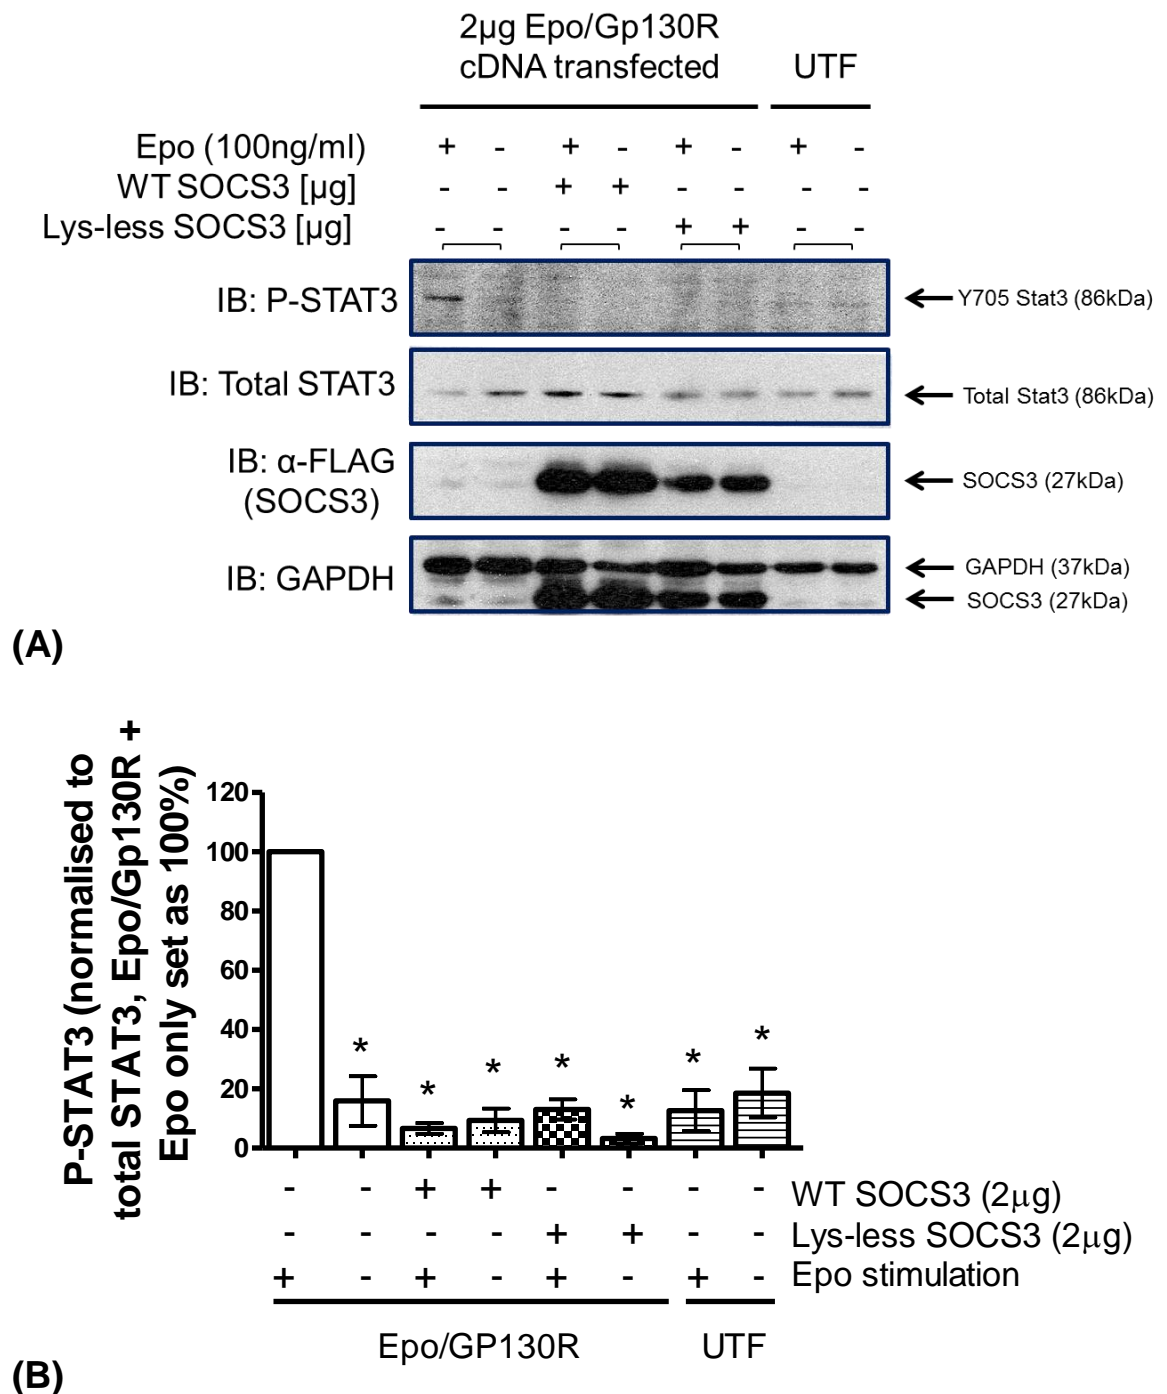 2µg Epo/Gp130R
cDNA transfected
UTF
Epo (100ng/ml) + - + - + - + -
WT SOCS3 [µg] - - + + - - - -
Lys-less SOCS3 [µg] - - - - + + - -
IB: P-STAT3
Y705 Stat3 (86kDa)
IB: Total STAT3
Total Stat3 (86kDa)
IB: α-FLAG
(SOCS3)
SOCS3 (27kDa)
IB: GAPDH
GAPDH (37kDa)
SOCS3 (27kDa)
(A)
P-STAT3 (normalised to
total STAT3, Epo/Gp130R +
Epo only set as 100%)
120
100
80
60
40
20
0
* * * * * * *
- - + + - - - - WT SOCS3 (2µg)
- - - - + + - - Lys-less SOCS3 (2µg)
+ - + - + - + - Epo stimulation
Epo/GP130R
UTF
(B)